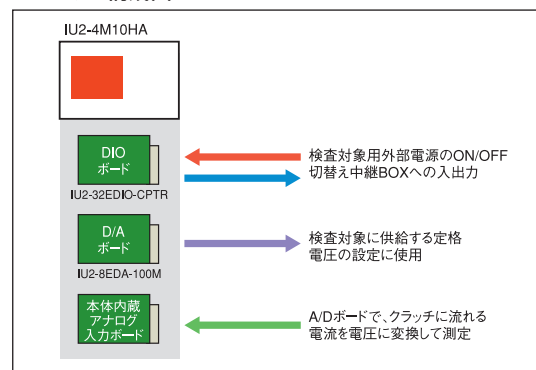 IU2-4M10HA
DIO
ボード
IU2-32EDIO-CPTR
検査対象用外部電源のON/OFF
切替え中継BOXへの入出力
D/A
ボード
IU2-8EDA-100M
検査対象に供給する定格
電圧の設定に使用
本体内蔵
アナログ
入力ボード
A/Dボードで、クラッチに流れる
電流を電圧に変換して測定